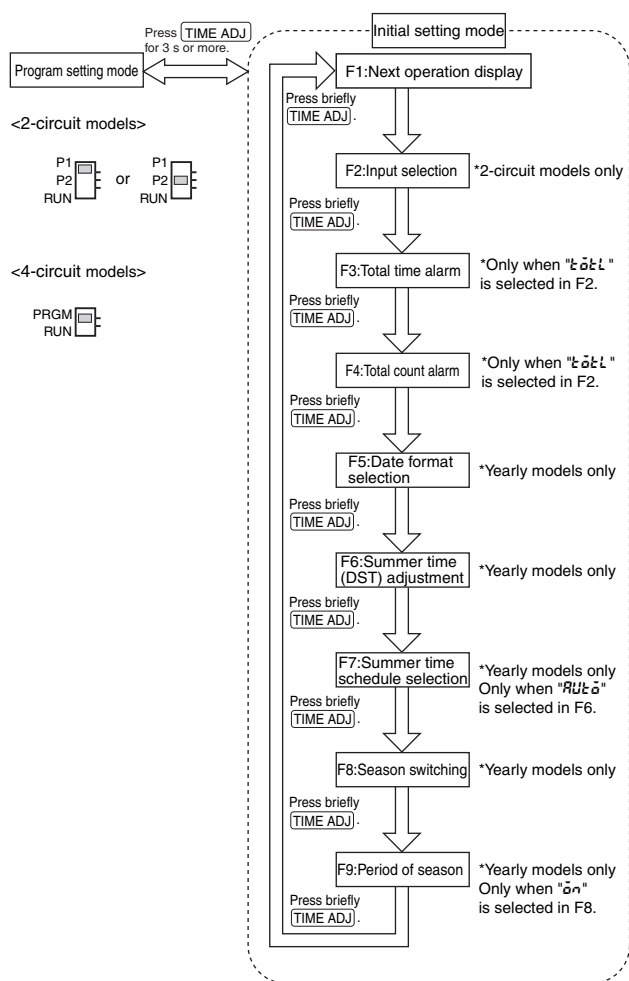 Press TIME ADJ
for 3 s or more.
Initial setting mode
Program setting mode
F1:Next operation display
<2-circuit models>
P1
P2
RUN
or
P1
P2
RUN
<4-circuit models>
PRGM
RUN
Press briefly
TIME ADJ.
F2:Input selection
*2-circuit models only
Press briefly
TIME ADJ.
F3:Total time alarm
*Only when "totL"
is selected in F2.
Press briefly
TIME ADJ.
F4:Total count alarm
*Only when "totL"
is selected in F2.
Press briefly
TIME ADJ.
F5:Date format
selection
*Yearly models only
Press briefly
TIME ADJ.
F6:Summer time
(DST) adjustment
*Yearly models only
Press briefly
TIME ADJ.
F7:Summer time
schedule selection
*Yearly models only
Only when "AUto"
is selected in F6.
Press briefly
TIME ADJ.
F8:Season switching
*Yearly models only
Press briefly
TIME ADJ.
F9:Period of season
*Yearly models only
Only when "on"
is selected in F8.
Press briefly
TIME ADJ.